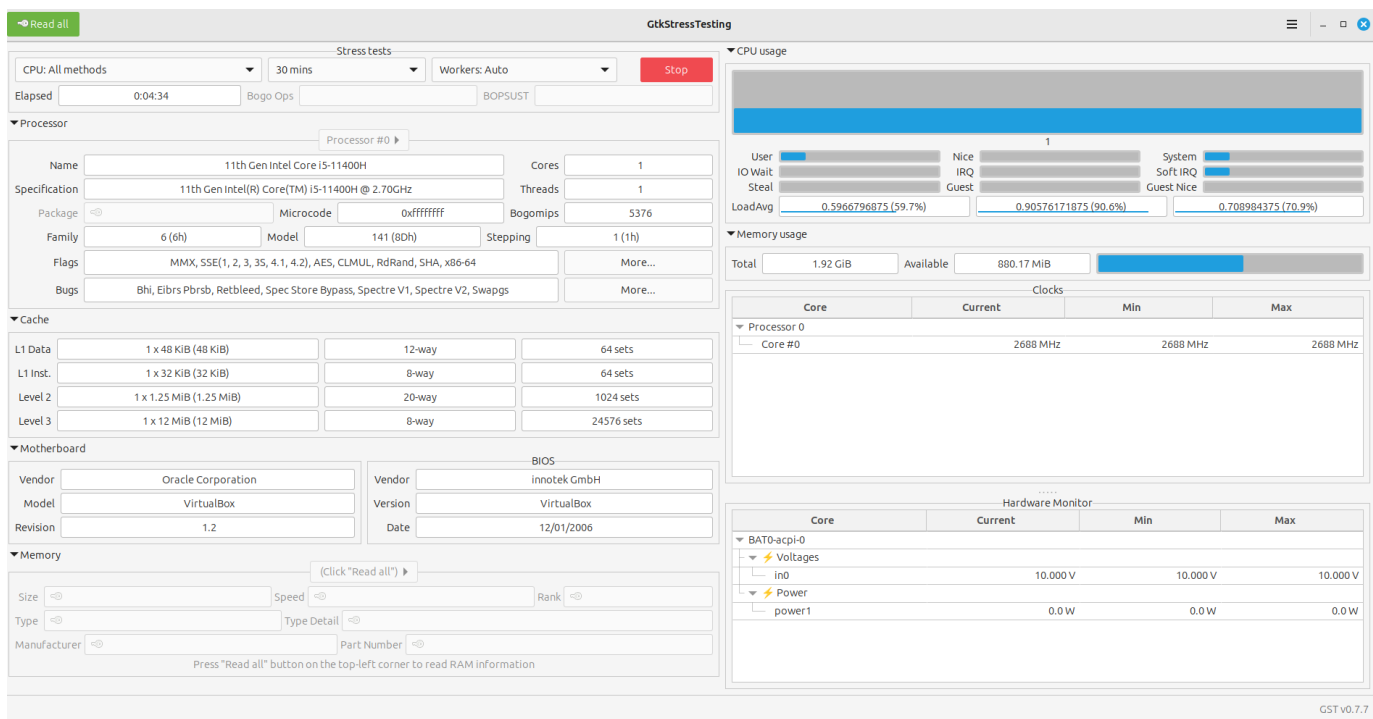 Read all
GtkStressTesting
Stress tests
CPU: All methods 30 mins Workers: Auto Stop
Elapsed 0:04:34 Bogo Ops BOPSUST
Processor
Processor #0
Name 11th Gen Intel Core i5-11400H Cores 1
Specification 11th Gen Intel(R) Core(TM) i5-11400H @ 2.70GHz Threads 1
Package Microcode 0xffffffff Bogomips 5376
Family 6 (6h) Model 141 (8Dh) Stepping 1 (1h)
Flags MMX, SSE(1, 2, 3, 3S, 4.1, 4.2), AES, CLMUL, RdRand, SHA, x86-64 More...
Bugs Bhi, Eibrs Pbrsb, Retbleed, Spec Store Bypass, Spectre V1, Spectre V2, Swapgs More...
Cache
L1 Data 1 x 48 KiB (48 KiB) 12-way 64 sets
L1 Inst. 1 x 32 KiB (32 KiB) 8-way 64 sets
Level 2 1 x 1.25 MiB (1.25 MiB) 20-way 1024 sets
Level 3 1 x 12 MiB (12 MiB) 8-way 24576 sets
Motherboard
Vendor Oracle Corporation
Model VirtualBox
Revision 1.2
BIOS
Vendor innotek GmbH
Version VirtualBox
Date 12/01/2006
Memory
(Click "Read all")
Size Speed Rank
Type Type Detail
Manufacturer Part Number
Press "Read all" button on the top-left corner to read RAM information
CPU usage
1
User Nice System
IO Wait IRQ Soft IRQ
Steal Guest Guest Nice
LoadAvg 0.5966796875 (59.7%) 0.90576171875 (90.6%) 0.708984375 (70.9%)
Memory usage
Total 1.92 GiB Available 880.17 MiB
Clocks
Core Current Min Max
Processor 0
Core #0 2688 MHz 2688 MHz 2688 MHz
Hardware Monitor
Core Current Min Max
BAT0-acpi-0
Voltages
in0 10.000 V 10.000 V 10.000 V
Power
power1 0.0 W 0.0 W 0.0 W
GST v0.7.7